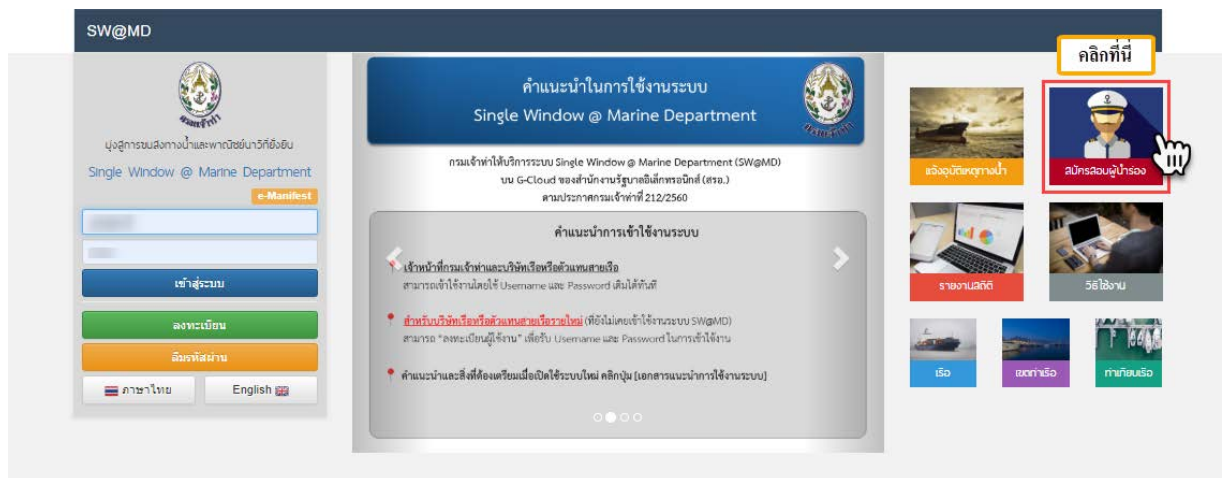 SW@MD
คลิกที่นี่
กรมเจ้าท่า
มุ่งสู่การขนส่งทางน้ำและพาณิชย์นาวีที่ยั่งยืน
Single Window @ Marine Department
e-Manifest
เข้าสู่ระบบ
ลงทะเบียน
ลืมรหัสผ่าน
ภาษาไทย
English
คำแนะนำในการใช้งานระบบ
Single Window @ Marine Department
กรมเจ้าท่า
กรมเจ้าท่าให้บริการระบบ Single Window @ Marine Department (SW@MD)
บน G-Cloud ของสำนักงานรัฐบาลอิเล็กทรอนิกส์ (สรอ.)
ตามประกาศกรมเจ้าท่าที่ 212/2560
คำแนะนำการเข้าใช้งานระบบ
เจ้าหน้าที่กรมเจ้าท่าและบริษัทเรือหรือตัวแทนสายเรือ
สามารถเข้าใช้งานโดยใช้ Username และ Password เดิมได้ทันที
สำหรับบริษัทเรือหรือตัวแทนสายเรือรายใหม่ (ที่ยังไม่เคยเข้าใช้งานระบบ SW@MD)
สามารถ "ลงทะเบียนผู้ใช้งาน" เพื่อรับ Username และ Password ในการเข้าใช้งาน
คำแนะนำและสิ่งที่ต้องเตรียมเมื่อเปิดใช้ระบบใหม่ คลิกปุ่ม [เอกสารแนะนำการใช้งานระบบ]
แจ้งอุบัติเหตุทางน้ำ
สมัครสอบผู้นำร่อง
รายงานสถิติ
วิธีใช้งาน
เรือ
เขตท่าเรือ
ท่าเทียบเรือ